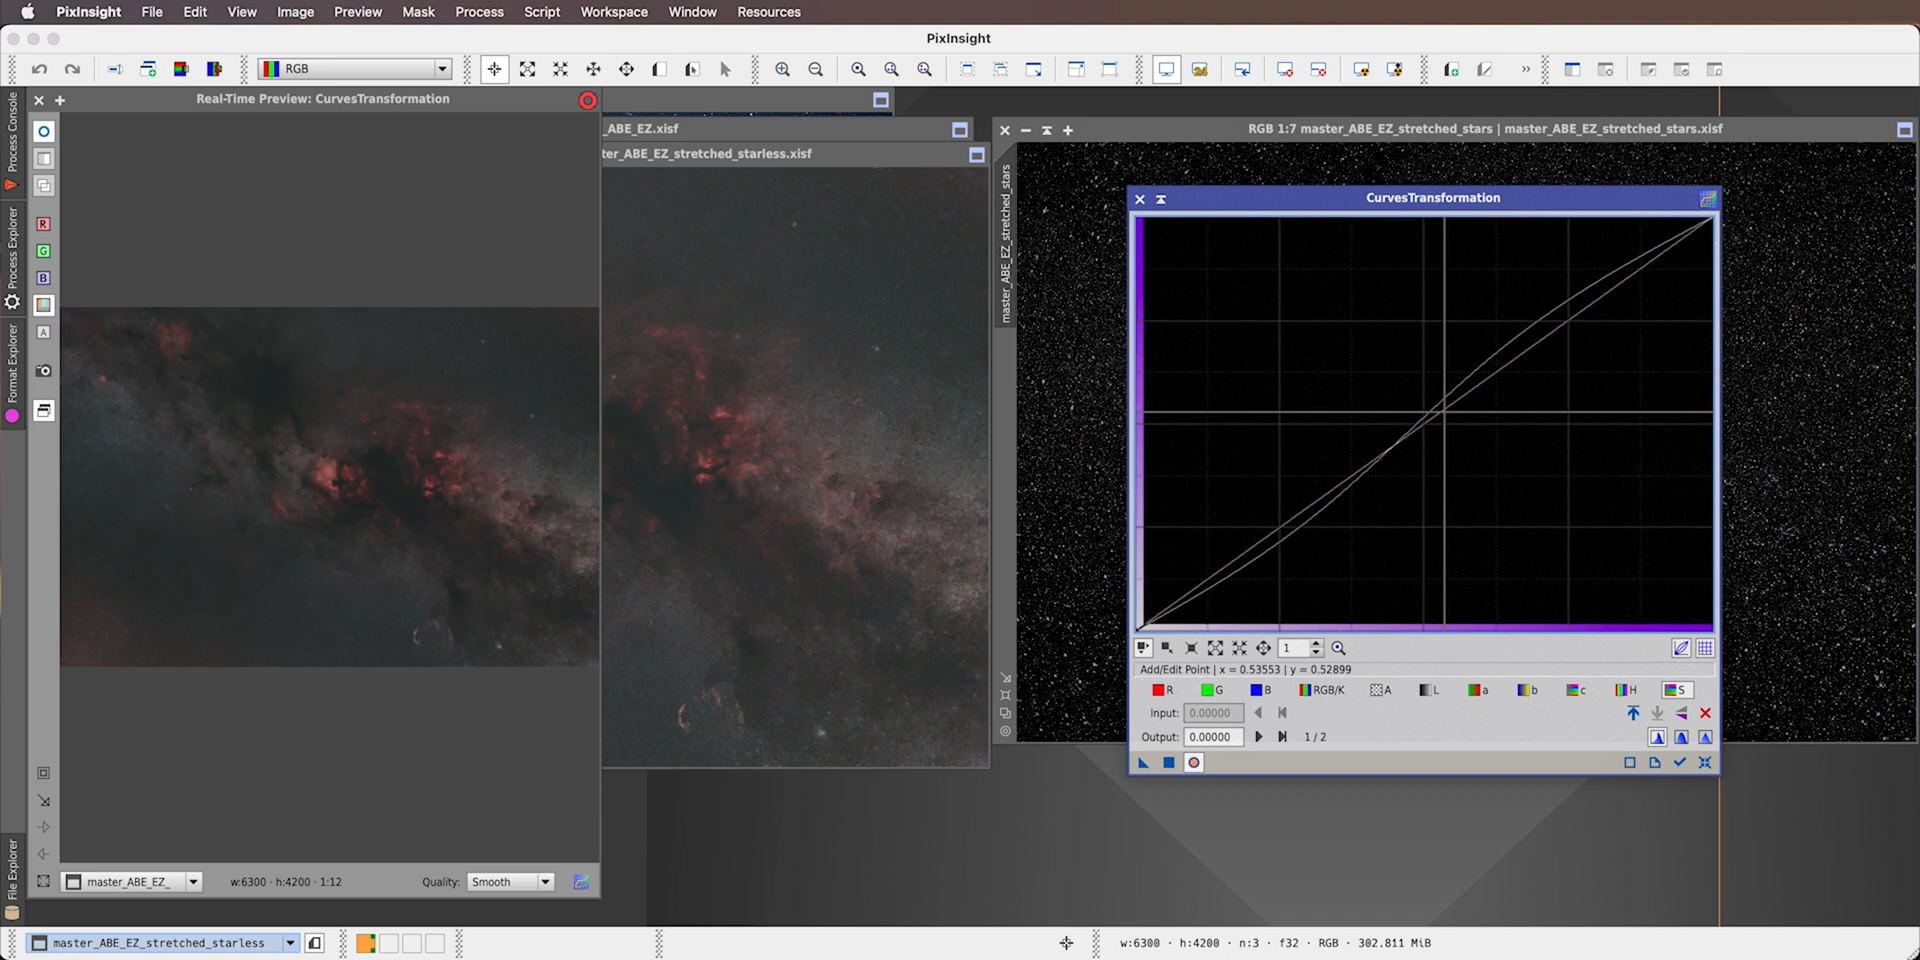 PixInsight File Edit View Image Preview Mask Process Script Workspace Window Resources
PixInsight
RGB
Real-Time Preview: CurvesTransformation
_ABE_EZ.xisf
ter_ABE_EZ_stretched_starless.xisf
RGB 1:7 master_ABE_EZ_stretched_stars | master_ABE_EZ_stretched_stars.xisf
master_ABE_EZ_stretched_stars
Process Console
Process Explorer
Format Explorer
File Explorer
R
G
B
A
CurvesTransformation
1
Add/Edit Point | x = 0.53553 | y = 0.52899
R G B RGB/K A L a b c H S
Input: 0.00000
Output: 0.00000 1 / 2
master_ABE_EZ_ w:6300 · h:4200 · 1:12 Quality: Smooth
master_ABE_EZ_stretched_starless
w:6300 · h:4200 · n:3 · f32 · RGB · 302.811 MiB